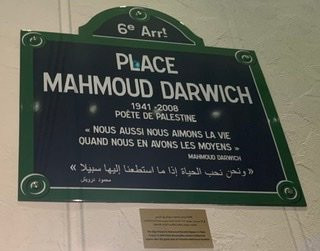 6e Arr!
PLACE
MAHMOUD DARWICH
1941-2008
POÈTE DE PALESTINE
« NOUS AUSSI NOUS AIMONS LA VIE
QUAND NOUS EN AVONS LES MOYENS »
MAHMOUD DARWICH
« ونحن نحب الحياة إذا ما استطعنا إليها سبيلا »
محمود درويش